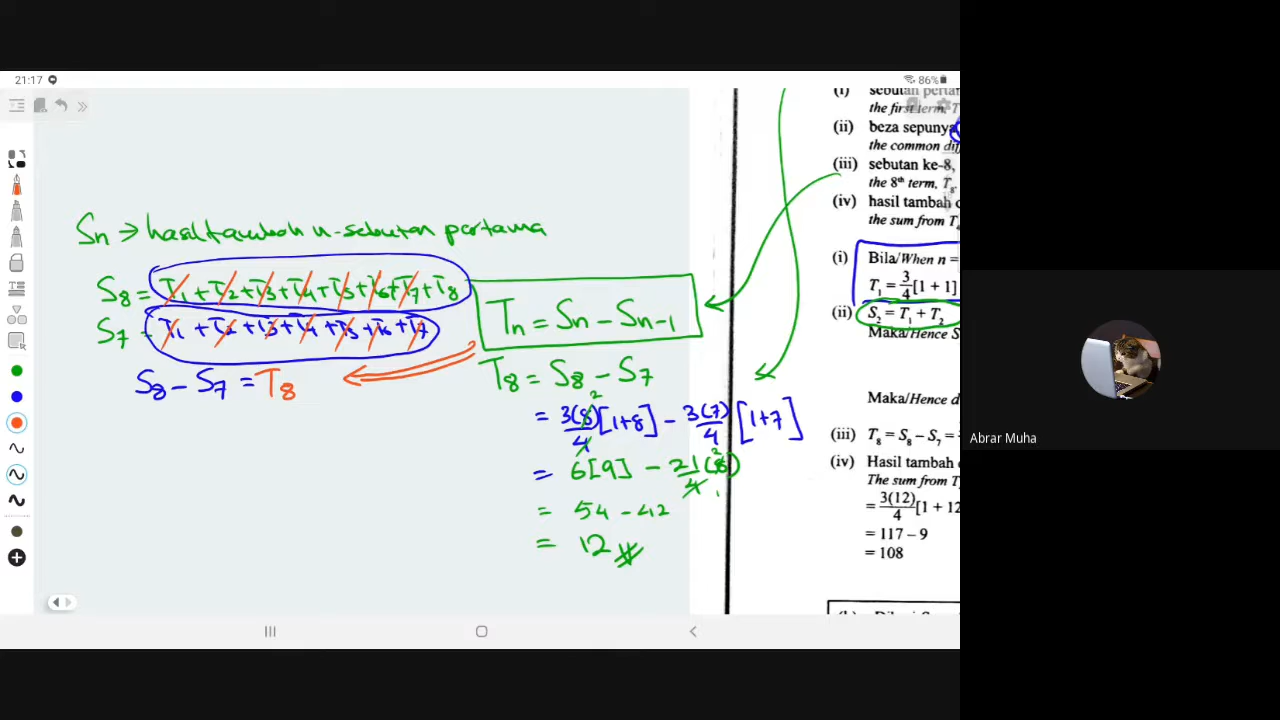 21:17
86%
Sn → hasil tambah n-sebutan pertama
S8 = T1 + T2 + T3 + T4 + T5 + T6 + T7 + T8
S7 = T1 + T2 + T3 + T4 + T5 + T6 + T7
S8 - S7 = T8
Tn = Sn - Sn-1
T8 = S8 - S7
= 3(8)/4 [1+8] - 3(7)/4 [1+7]
2
= 6[9] - 21/4 (8)
2
1
= 54 - 42
= 12
(i) sebutan perta
the first term, T
(ii) beza sepunya
the common di
(iii) sebutan ke-8,
the 8th term, T8
(iv) hasil tambah
the sum from T
(i) Bila/When n =
T1 = 3/4 [1 + 1]
(ii) S2 = T1 + T2
Maka/Hence S
Maka/Hence d
(iii) T8 = S8 – S7 =
(iv) Hasil tambah
The sum from T
= 3(12)/4 [1 + 12
= 117 – 9
= 108
Abrar Muha